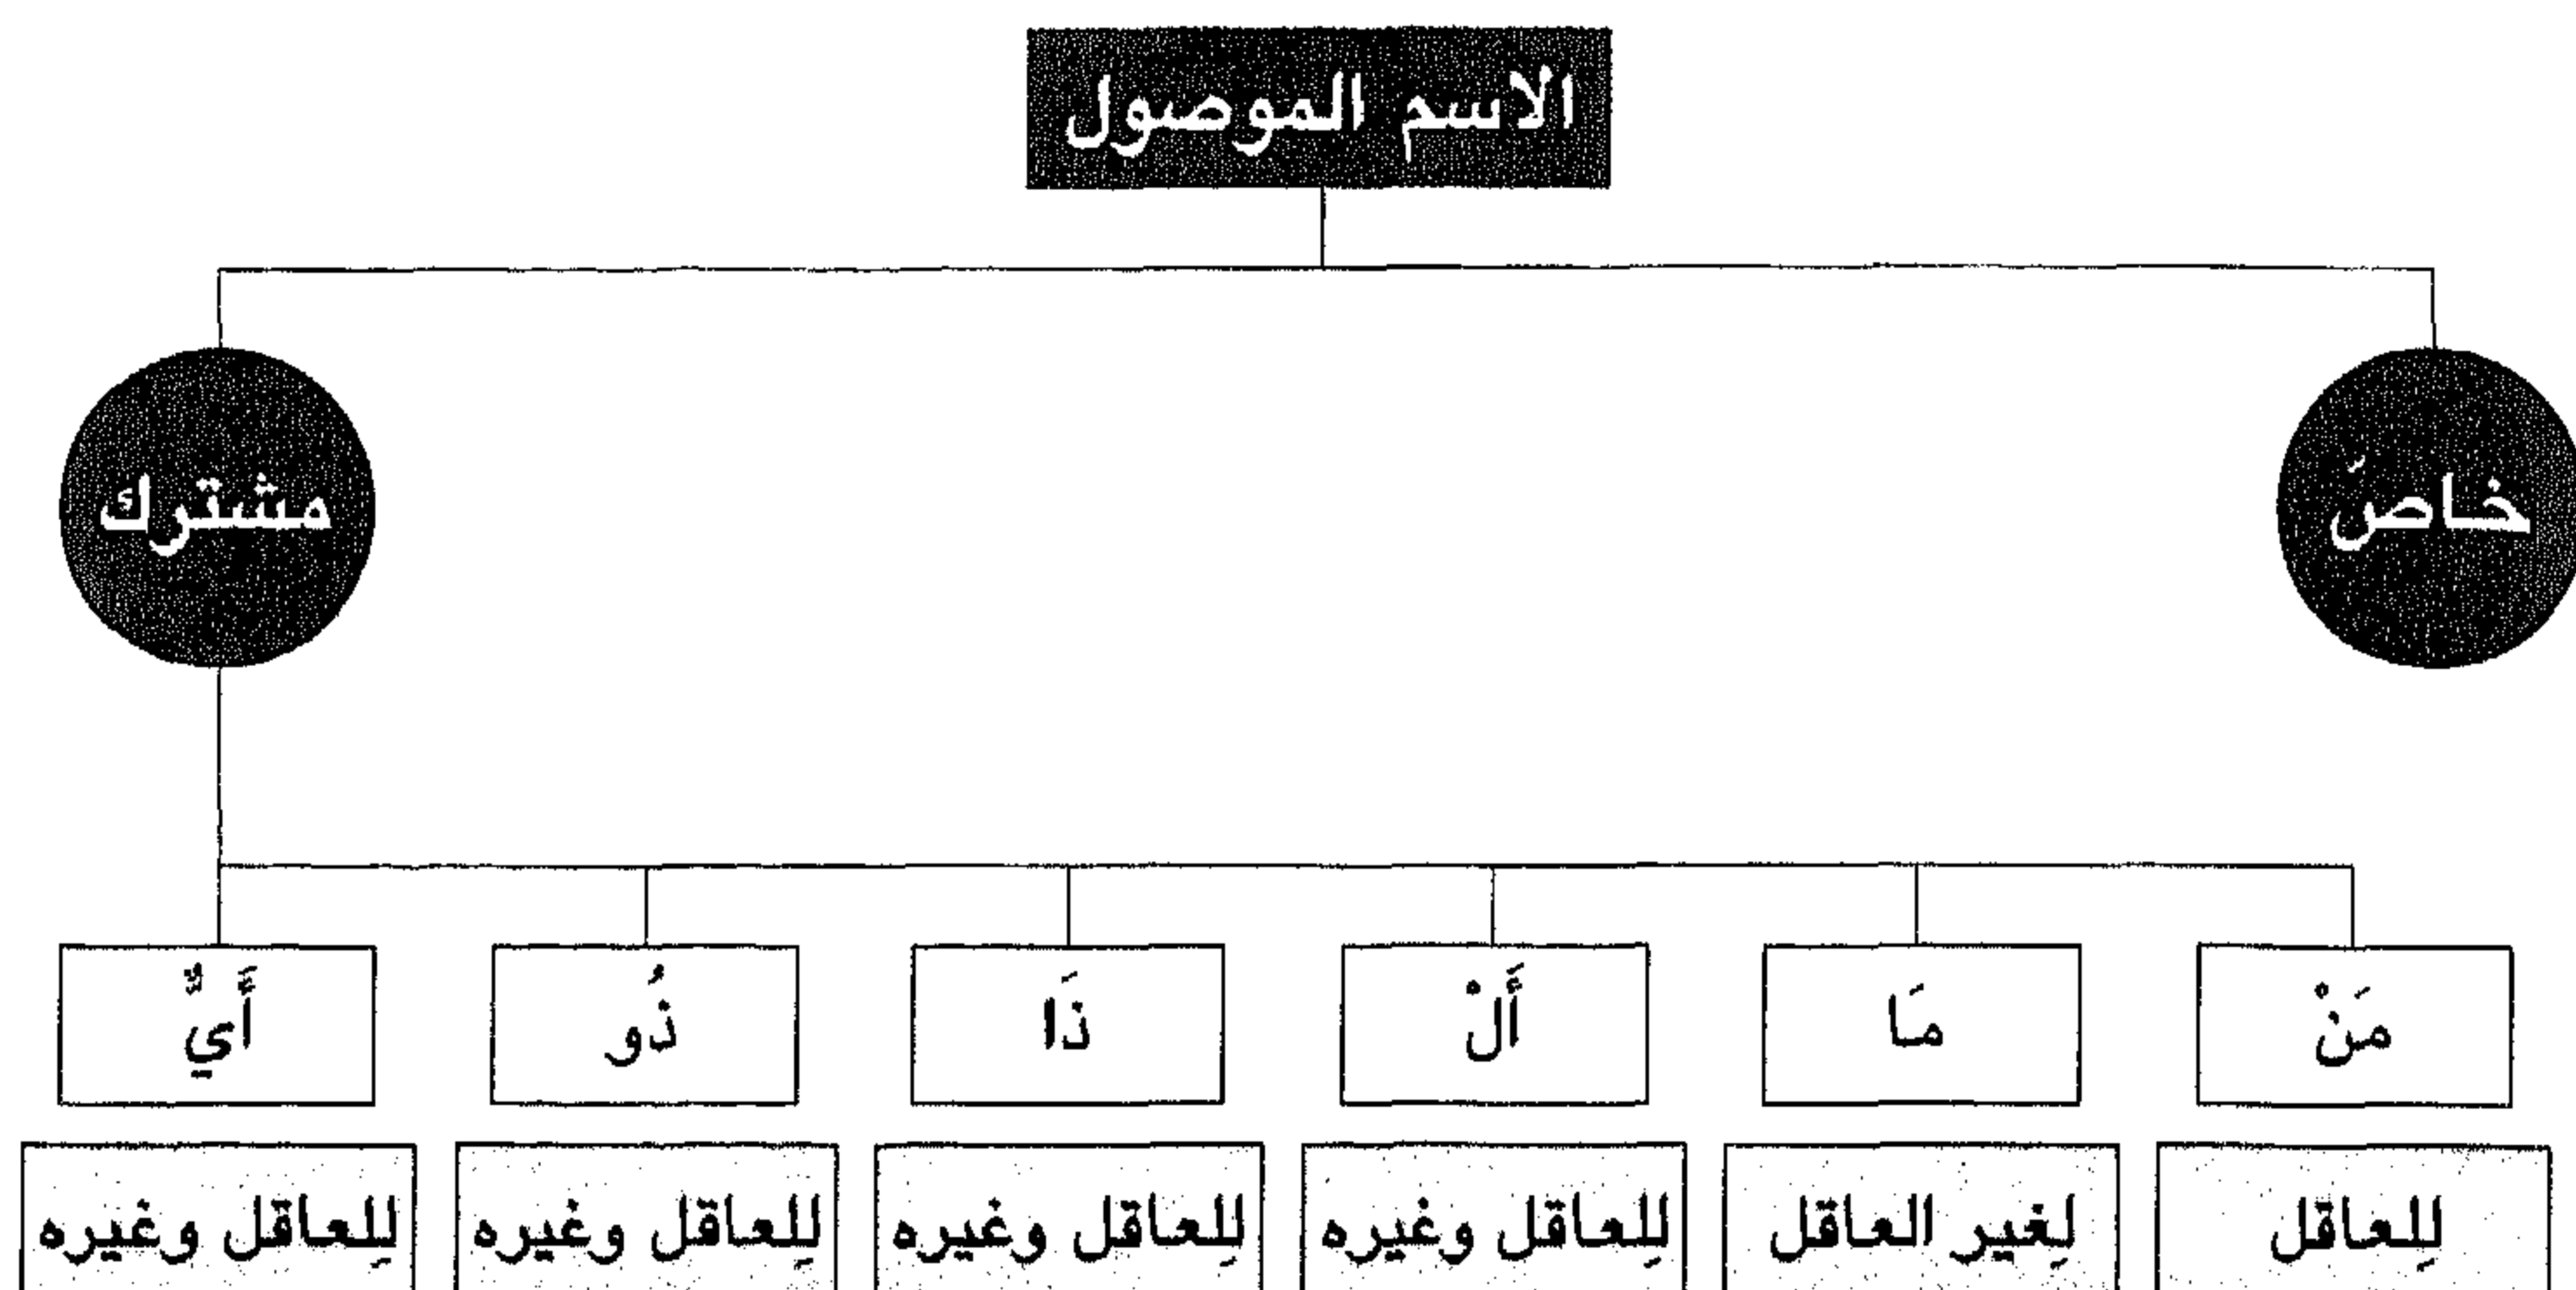 الاسم الموصول
خاصّ
مشترك
مَنْ
مَا
أَلْ
ذَا
ذُو
أَيٌّ
لِلعاقل
لِغير العاقل
لِلعاقل وغيره
لِلعاقل وغيره
لِلعاقل وغيره
لِلعاقل وغيره